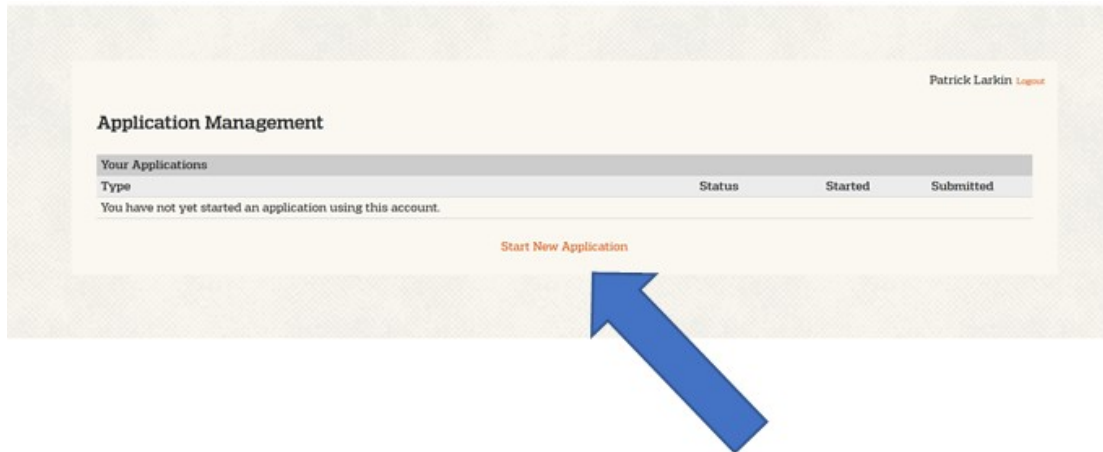 Patrick Larkin Logout
Application Management
Your Applications
Type Status Started Submitted
You have not yet started an application using this account.
Start New Application